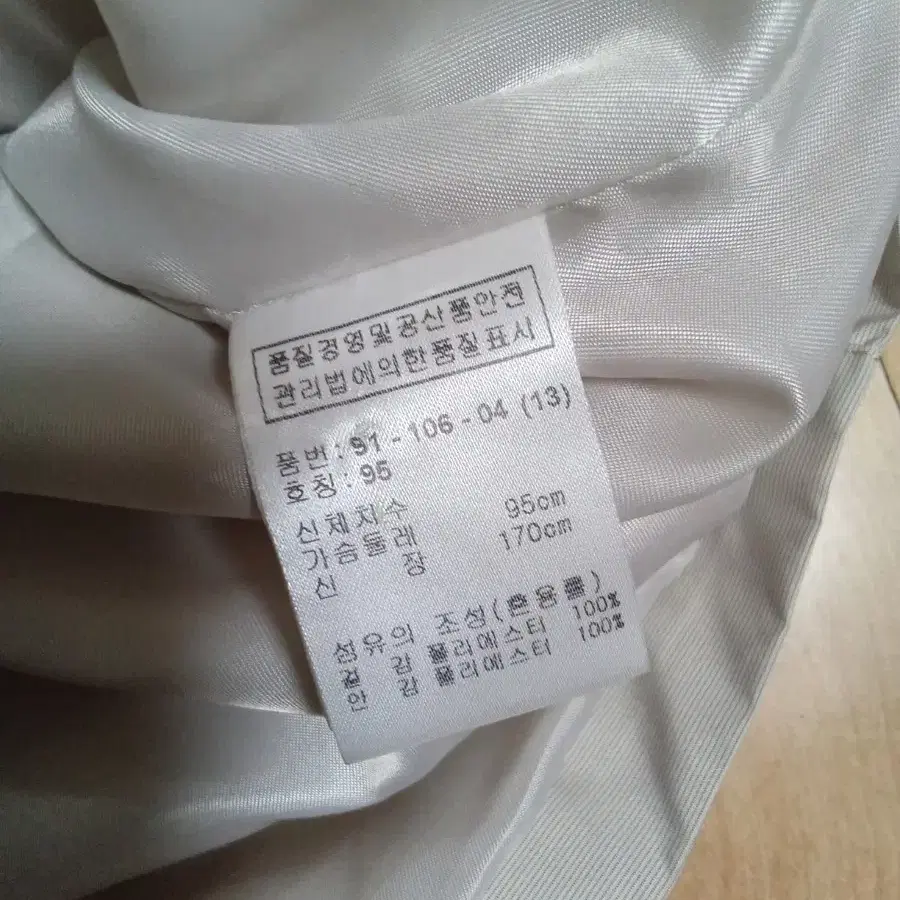 품질경영및공산품안전
관리법에의한품질표시
품번 : 91 - 106 - 04 (13)
호칭 : 95
신체치수
가슴둘레 95cm
신 장 170cm
섬유의 조성(혼용률)
겉 감 폴리에스터 100%
안 감 폴리에스터 100%